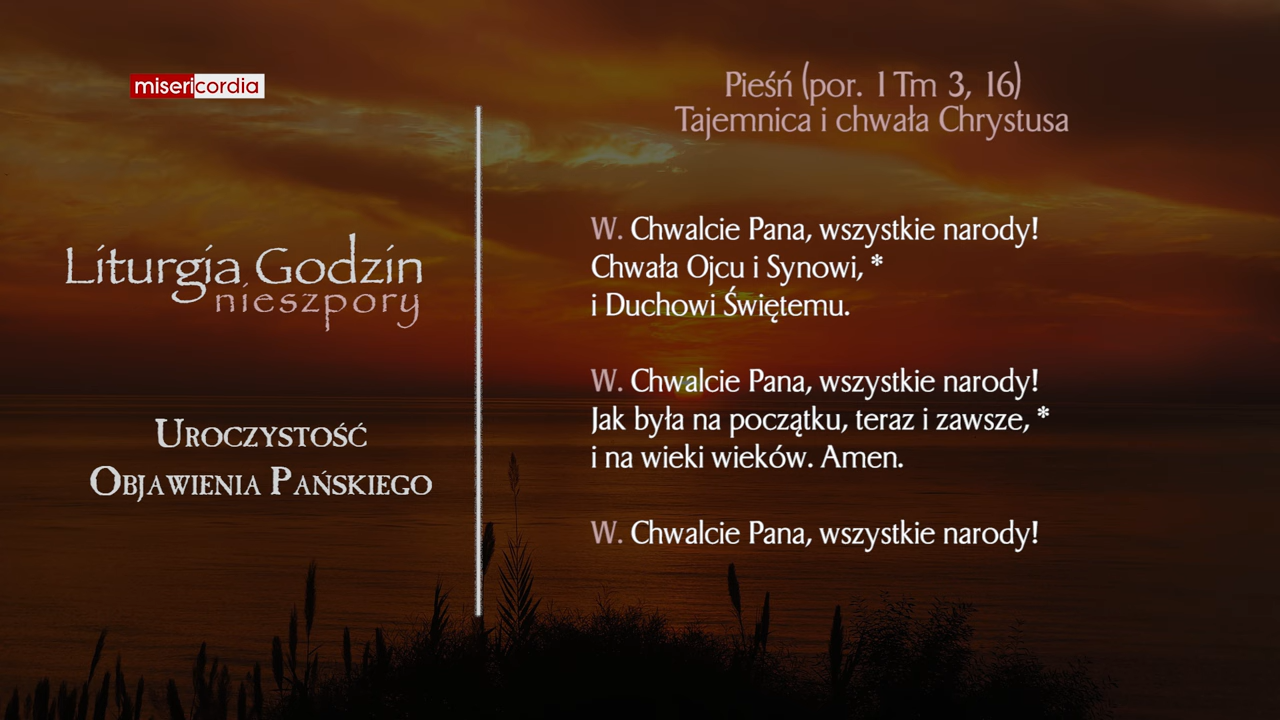 misericordia
Liturgia Godzin
nieszpory
Uroczystość
Objawienia Pańskiego
Pieśń (por. 1 Tm 3, 16)
Tajemnica i chwała Chrystusa
W. Chwalcie Pana, wszystkie narody!
Chwała Ojcu i Synowi, *
i Duchowi Świętemu.
W. Chwalcie Pana, wszystkie narody!
Jak była na początku, teraz i zawsze, *
i na wieki wieków. Amen.
W. Chwalcie Pana, wszystkie narody!